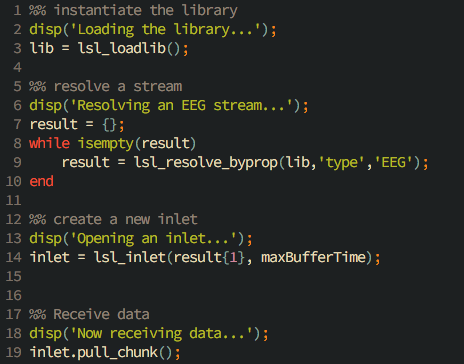 1 %% instantiate the library
2 disp('Loading the library...');
3 lib = lsl_loadlib();
4
5 %% resolve a stream
6 disp('Resolving an EEG stream...');
7 result = {};
8 while isempty(result)
9     result = lsl_resolve_byprop(lib,'type','EEG');
10 end
11
12 %% create a new inlet
13 disp('Opening an inlet...');
14 inlet = lsl_inlet(result{1}, maxBufferTime);
15
16
17 %% Receive data
18 disp('Now receiving data...');
19 inlet.pull_chunk();